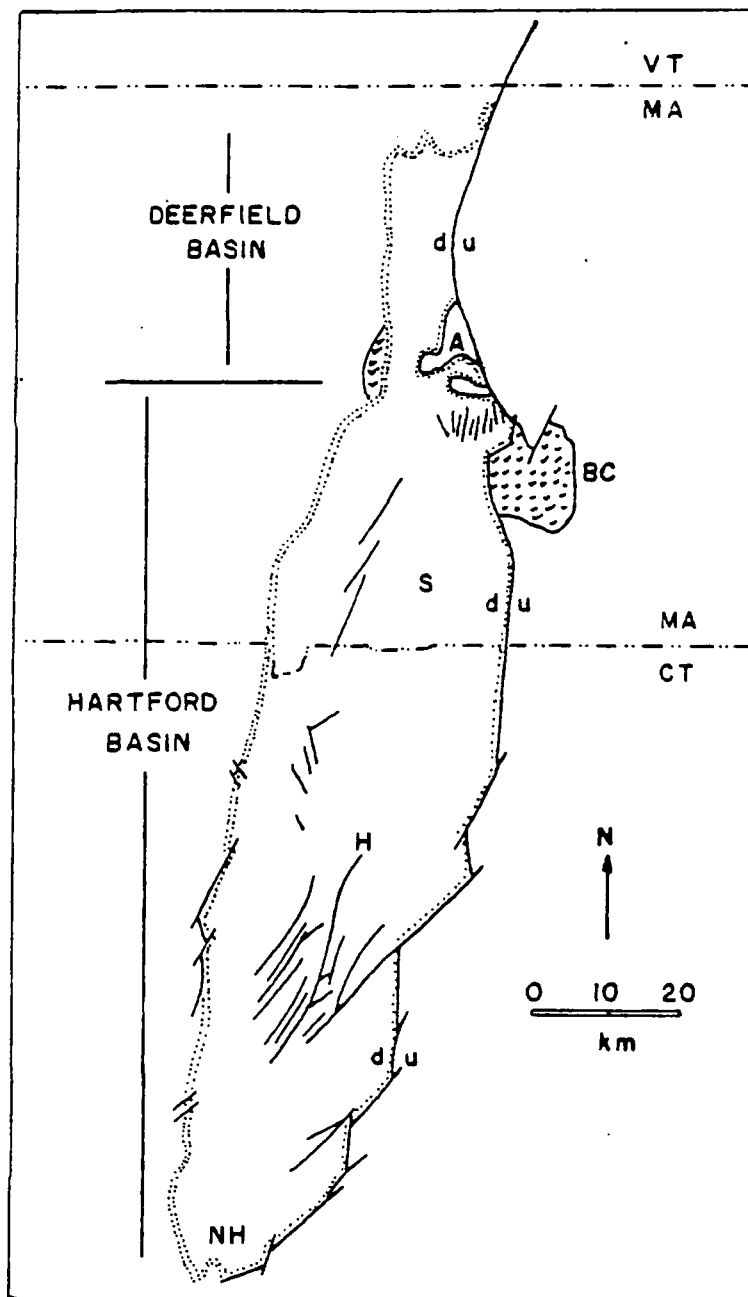 VT
MA
DEERFIELD
BASIN
d u
A
BC
S
d u
MA
CT
HARTFORD
BASIN
H
N
0 10 20
km
d u
NH